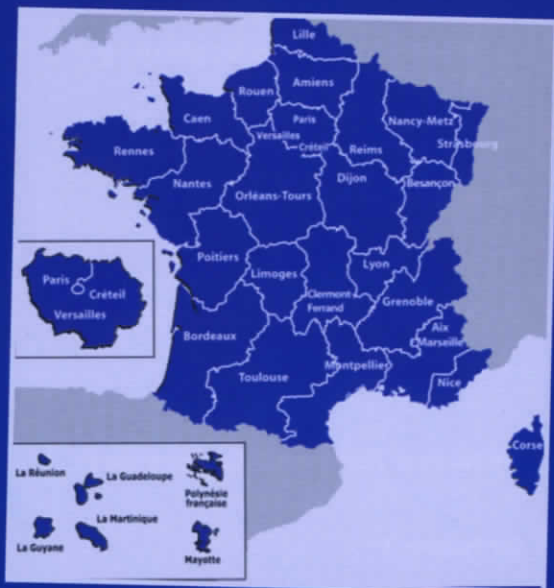 Lille
Amiens
Rouen
Caen
Paris
Versailles
Créteil
Reims
Nancy-Metz
Strasbourg
Rennes
Nantes
Orléans-Tours
Dijon
Besançon
Poitiers
Limoges
Clermont
Ferrand
Lyon
Grenoble
Paris
Créteil
Versailles
Bordeaux
Toulouse
Montpellier
Aix
Marseille
Nice
Corse
La Réunion
La Guadeloupe
Polynésie
française
La Guyane
La Martinique
Mayotte